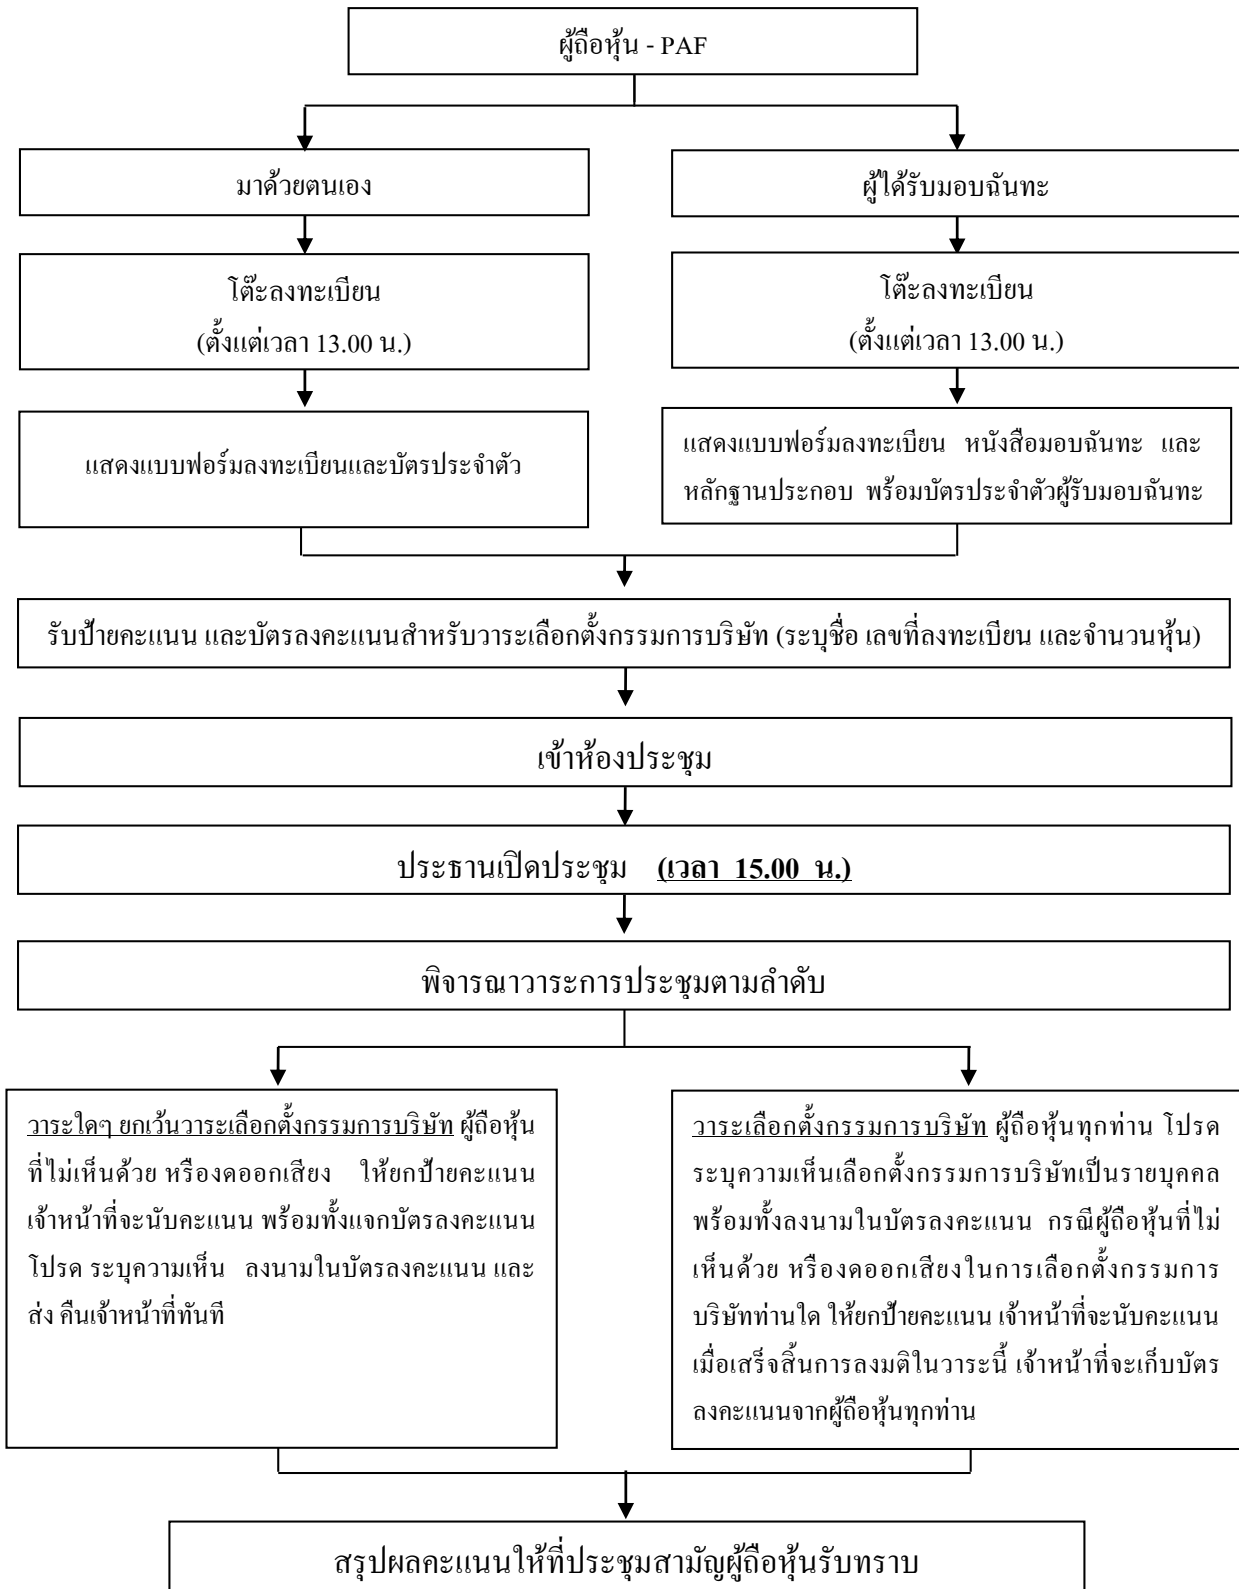 ผู้ถือหุ้น - PAF
มาด้วยตนเอง
ผู้ได้รับมอบฉันทะ
โต๊ะลงทะเบียน
(ตั้งแต่เวลา 13.00 น.)
โต๊ะลงทะเบียน
(ตั้งแต่เวลา 13.00 น.)
แสดงแบบฟอร์มลงทะเบียนและบัตรประจำตัว
แสดงแบบฟอร์มลงทะเบียน หนังสือมอบฉันทะ และ
หลักฐานประกอบ พร้อมบัตรประจำตัวผู้รับมอบฉันทะ
รับป้ายคะแนน และบัตรลงคะแนนสำหรับวาระเลือกตั้งกรรมการบริษัท (ระบุชื่อ เลขที่ลงทะเบียน และจำนวนหุ้น)
เข้าห้องประชุม
ประธานเปิดประชุม (เวลา 15.00 น.)
พิจารณาวาระการประชุมตามลำดับ
วาระใดๆ ยกเว้นวาระเลือกตั้งกรรมการบริษัท ผู้ถือหุ้น
ที่ไม่เห็นด้วย หรืองดออกเสียง ให้ยกป้ายคะแนน
เจ้าหน้าที่จะนับคะแนน พร้อมทั้งแจกบัตรลงคะแนน
โปรด ระบุความเห็น ลงนามในบัตรลงคะแนน และ
ส่ง คืนเจ้าหน้าที่ทันที
วาระเลือกตั้งกรรมการบริษัท ผู้ถือหุ้นทุกท่าน โปรด
ระบุความเห็นเลือกตั้งกรรมการบริษัทเป็นรายบุคคล
พร้อมทั้งลงนามในบัตรลงคะแนน กรณีผู้ถือหุ้นที่ไม่
เห็นด้วย หรืองดออกเสียงในการเลือกตั้งกรรมการ
บริษัทท่านใด ให้ยกป้ายคะแนน เจ้าหน้าที่จะนับคะแนน
เมื่อเสร็จสิ้นการลงมติในวาระนี้ เจ้าหน้าที่จะเก็บบัตร
ลงคะแนนจากผู้ถือหุ้นทุกท่าน
สรุปผลคะแนนให้ที่ประชุมสามัญผู้ถือหุ้นรับทราบ